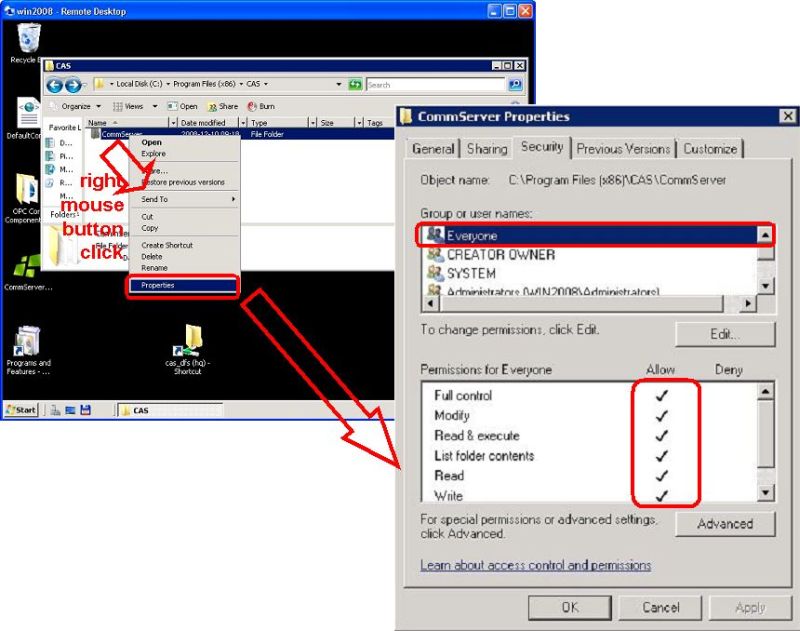 win2008 - Remote Desktop
Recycle
CAS
Local Disk (C:) Program Files (x86) CAS
Search
Organize Views Open Share Burn
Favorite L
Name Date modified Type Size Tags
CommServer 2008-12-10 09:18 File Folder
DefaultCon
D...
Pi...
M...
R...
M...
Folders
Open
Explore
Restore previous versions
Send To
Cut
Copy
Create Shortcut
Delete
Rename
Properties
right
mouse
button
click
File Folder
OPC Con
Component
CommServer...
Programs and
Features - ...
cas_dfs (hq) -
Shortcut
Start
CAS
CommServer Properties
General Sharing Security Previous Versions Customize
Object name: C:\Program Files (x86)\CAS\CommServer
Group or user names:
Everyone
CREATOR OWNER
SYSTEM
Administrators (WIN2008\Administrators)
To change permissions, click Edit.
Edit...
Permissions for Everyone Allow Deny
Full control
Modify
Read & execute
List folder contents
Read
Write
For special permissions or advanced settings,
click Advanced.
Advanced
Learn about access control and permissions
OK Cancel Apply